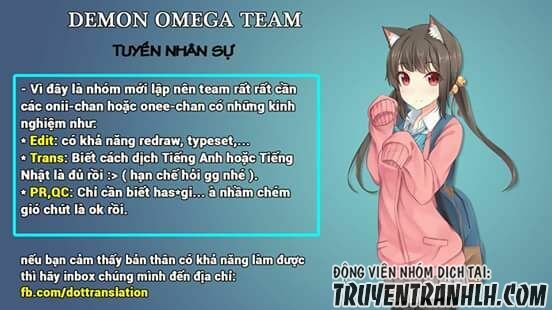 DEMON OMEGA TEAM
TUYỂN NHÂN SỰ
- Vì đây là nhóm mới lập nên team rất rất cần
các onii-chan hoặc onee-chan có những kinh
nghiệm như:
* Edit: có khả năng redraw, typeset,...
* Trans: Biết cách dịch Tiếng Anh hoặc Tiếng
Nhật là đủ rồi :> ( hạn chế hỏi gg nhé ).
* PR,QC: Chỉ cần biết has*gi... à nhầm chém
gió chứt là ok rồi.
nếu bạn cảm thấy bản thân có khả năng làm được
thì hãy inbox chúng mình đến địa chỉ:
fb.com/dottranslation
ĐỘNG VIÊN NHÓM DỊCH TẠI:
TRUYENTRANHLH.COM